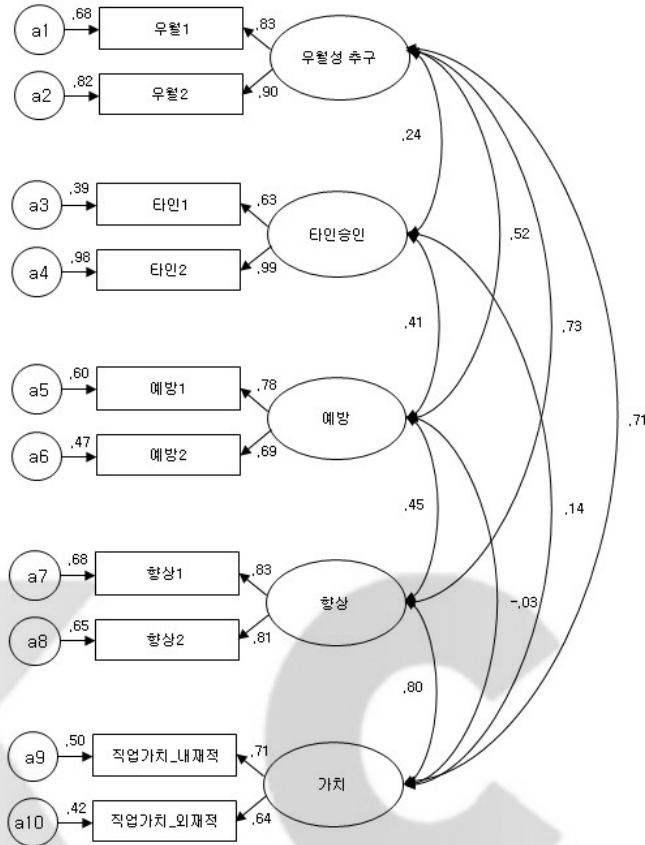 a1
,68
우월1
,83
우월성 추구
a2
,82
우월2
,90
,24
a3
,39
타인1
,63
타인승인
,52
a4
,98
타인2
,99
,41
,73
a5
,60
예방1
,78
예방
,71
a6
,47
예방2
,69
,45
,14
a7
,68
향상1
,83
향상
-,03
a8
,65
향상2
,81
,80
a9
,50
직업가치_내재적
,71
가치
a10
,42
직업가치_외재적
,64